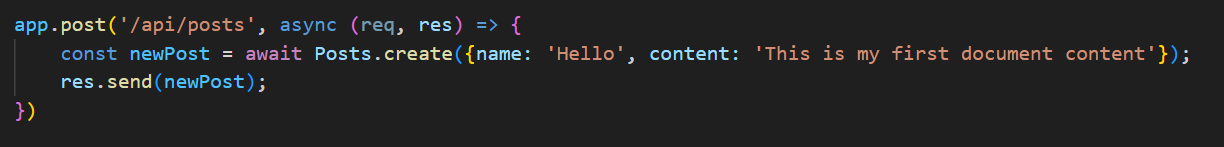 app.post('/api/posts', async (req, res) => {
    const newPost = await Posts.create({name: 'Hello', content: 'This is my first document content'});
    res.send(newPost);
})